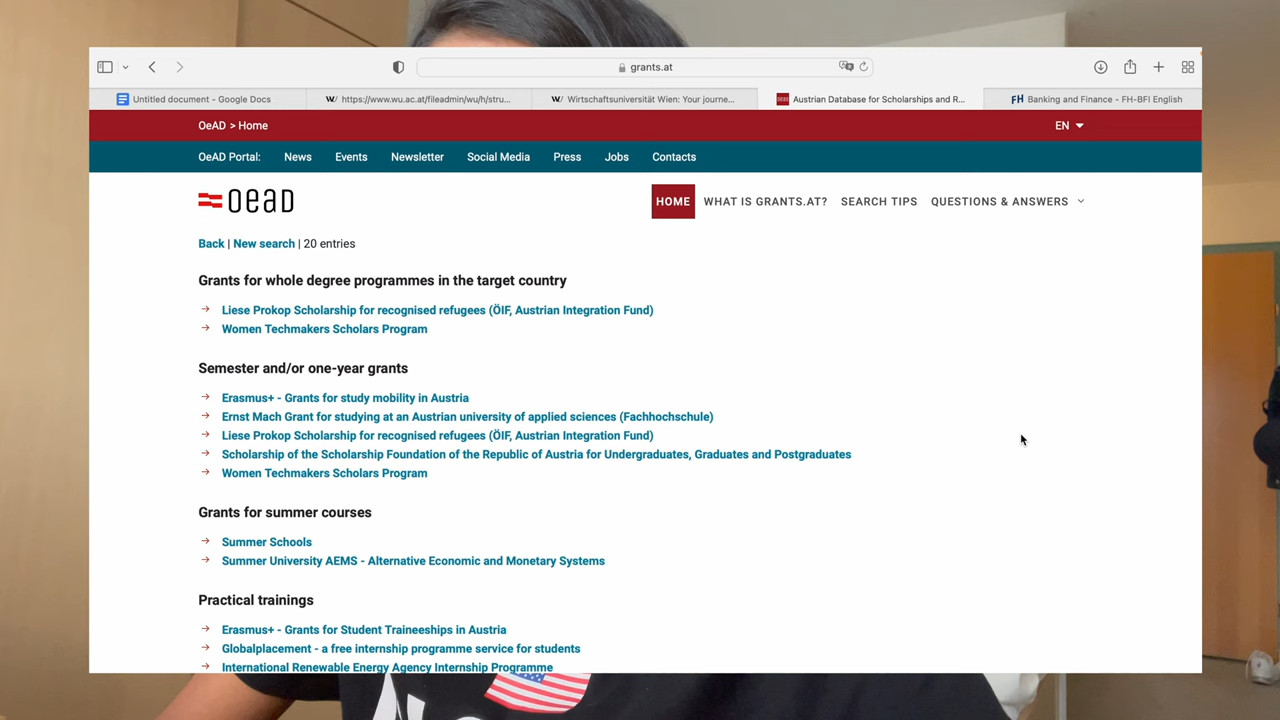 grants.at
Untitled document - Google Docs
W/ https://www.wu.ac.at/fileadmin/wu/h/stru...
W/ Wirtschaftsuniversität Wien: Your journe...
Austrian Database for Scholarships and R...
FH Banking and Finance - FH-BFI English
OeAD > Home
EN
OeAD Portal: News Events Newsletter Social Media Press Jobs Contacts
oead
HOME WHAT IS GRANTS.AT? SEARCH TIPS QUESTIONS & ANSWERS
Back | New search | 20 entries
Grants for whole degree programmes in the target country
Liese Prokop Scholarship for recognised refugees (ÖIF, Austrian Integration Fund)
Women Techmakers Scholars Program
Semester and/or one-year grants
Erasmus+ - Grants for study mobility in Austria
Ernst Mach Grant for studying at an Austrian university of applied sciences (Fachhochschule)
Liese Prokop Scholarship for recognised refugees (ÖIF, Austrian Integration Fund)
Scholarship of the Scholarship Foundation of the Republic of Austria for Undergraduates, Graduates and Postgraduates
Women Techmakers Scholars Program
Grants for summer courses
Summer Schools
Summer University AEMS - Alternative Economic and Monetary Systems
Practical trainings
Erasmus+ - Grants for Student Traineeships in Austria
Globalplacement - a free internship programme service for students
International Renewable Energy Agency Internship Programme